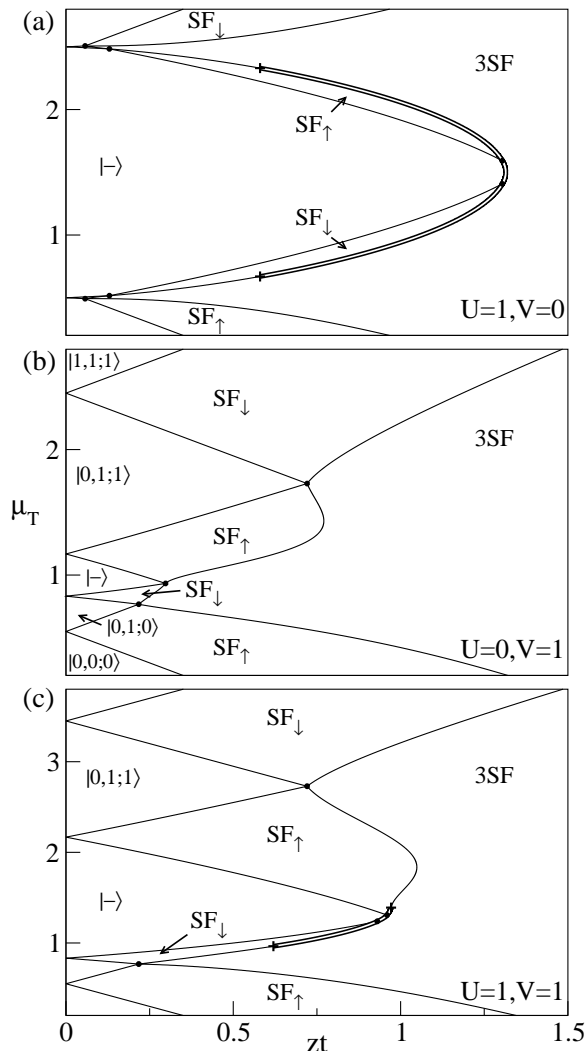 (a)
SF↓
3SF
2
SF↑
|−⟩
SF↓
1
SF↑
U=1,V=0
(b)
|1,1;1⟩
SF↓
2
3SF
|0,1;1⟩
μT
SF↑
1
|−⟩
SF↓
|0,1;0⟩
SF↑
|0,0;0⟩
U=0,V=1
(c)
SF↓
3
|0,1;1⟩
3SF
SF↑
2
|−⟩
SF↓
1
SF↑
U=1,V=1
0 0.5 1 1.5
zt